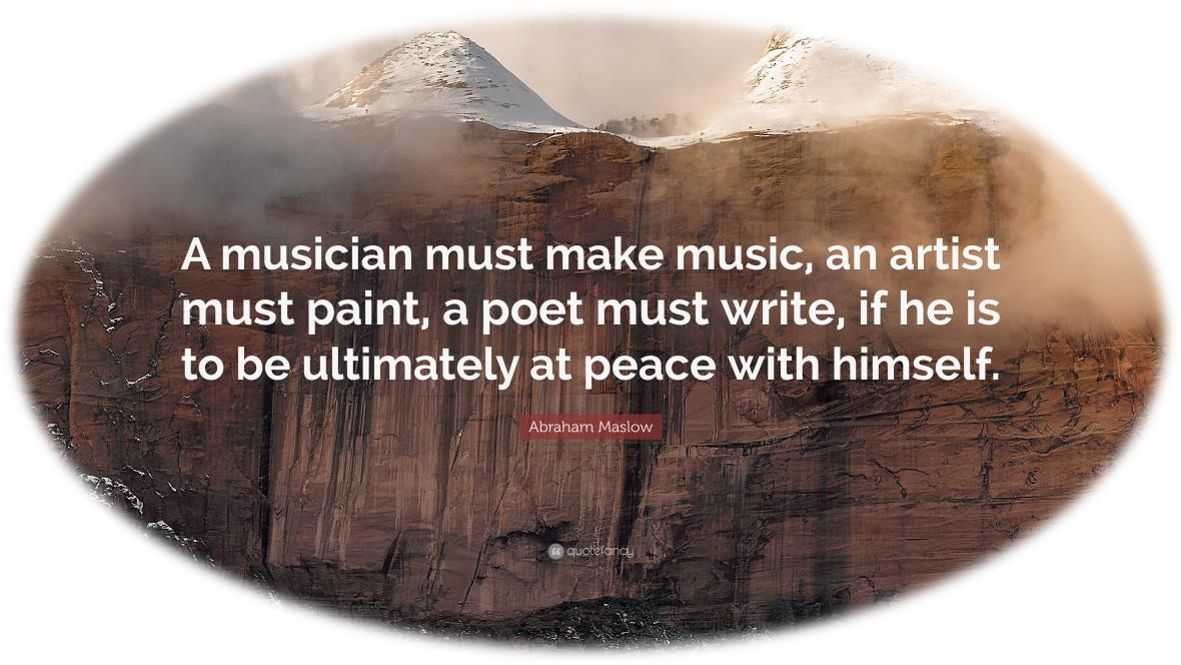 A musician must make music, an artist
must paint, a poet must write, if he is
to be ultimately at peace with himself.
Abraham Maslow
quotefancy